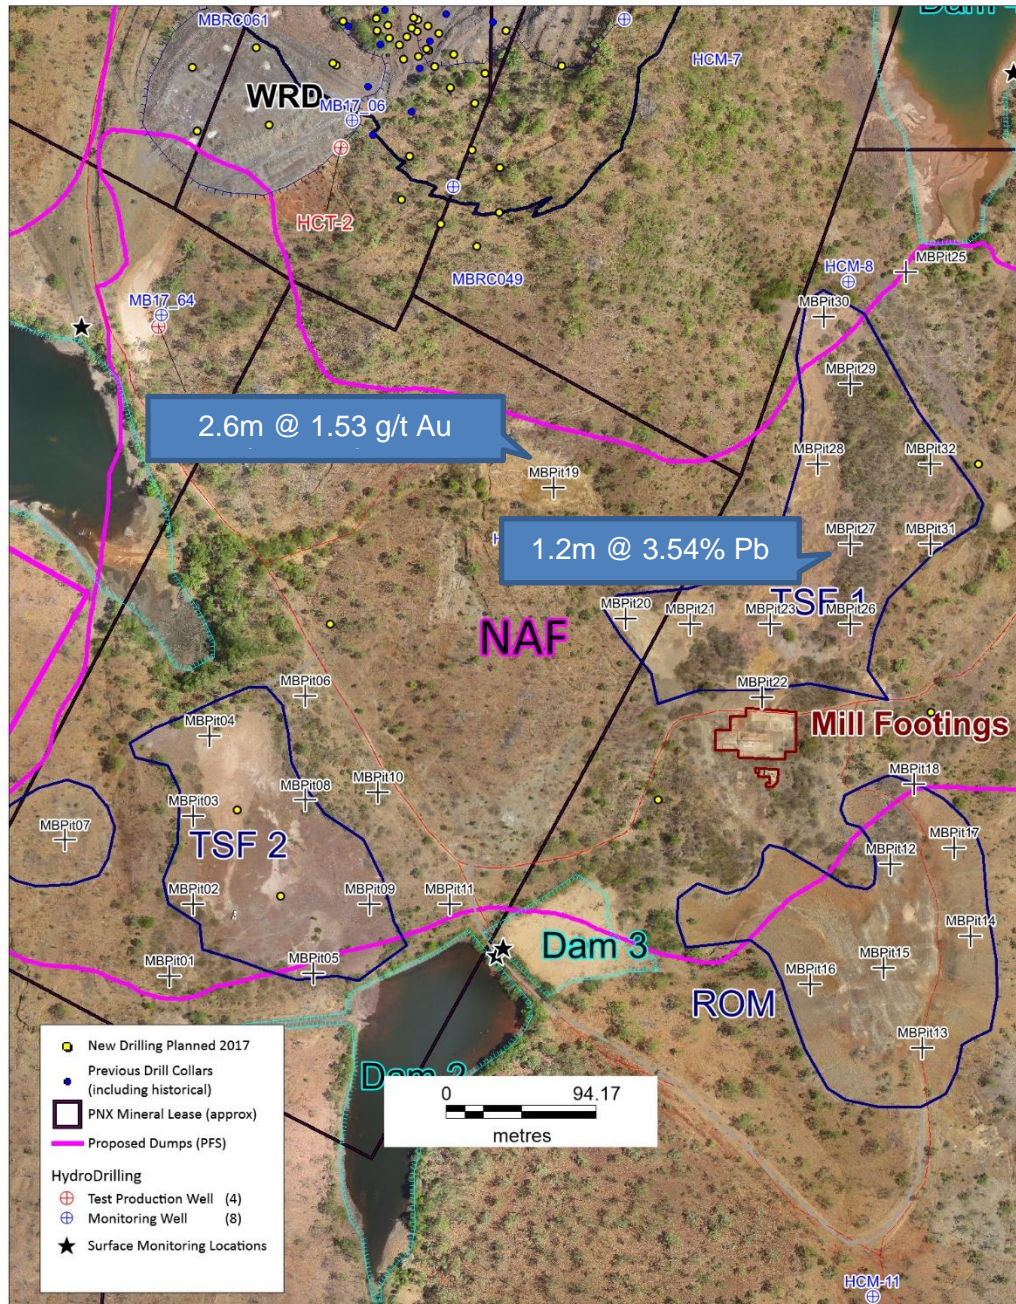 Dam
MBRC061
HCM-7
WRD
MB17_06
HCT-2
MBPit25
HCM-8
MBRC049
MB17_64
MBPit30
MBPit29
2.6m @ 1.53 g/t Au
MBPit28
MBPit32
MBPit19
1.2m @ 3.54% Pb
MBPit27
MBPit31
TSF 1
MBPit20
MBPit21
MBPit23
MBPit26
NAF
MBPit06
MBPit22
MBPit04
Mill Footings
MBPit18
MBPit10
MBPit08
MBPit03
MBPit07
TSF 2
MBPit17
MBPit12
MBPit02
MBPit09
MBPit11
MBPit14
Dam 3
MBPit15
MBPit01
MBPit05
MBPit16
ROM
MBPit13
Dam 2
0 94.17
metres
New Drilling Planned 2017
Previous Drill Collars
(including historical)
PNX Mineral Lease (approx)
Proposed Dumps (PFS)
HydroDrilling
Test Production Well (4)
Monitoring Well (8)
Surface Monitoring Locations
HCM-11